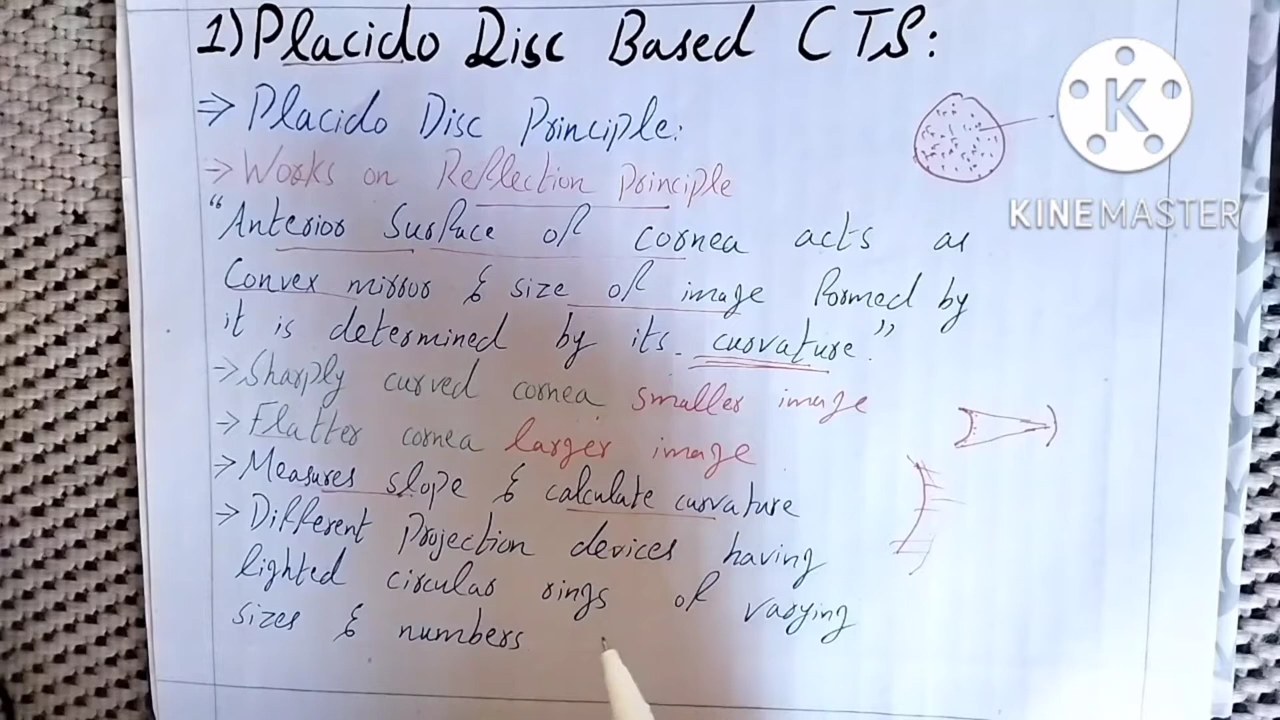 1) Placido Disc Based CTS:
⇒ Placido Disc Principle:
⇒ Works on Reflection Principle
"Anterior Surface of cornea acts as
Convex mirror & size of image formed by
it is determined by its curvature."
→ Sharply curved cornea smaller image
→ Flatter cornea larger image
⇒ Measures slope & calculate curvature
→ Different Projection devices having
lighted circular rings of varying
sizes & numbers
K
KINEMASTER